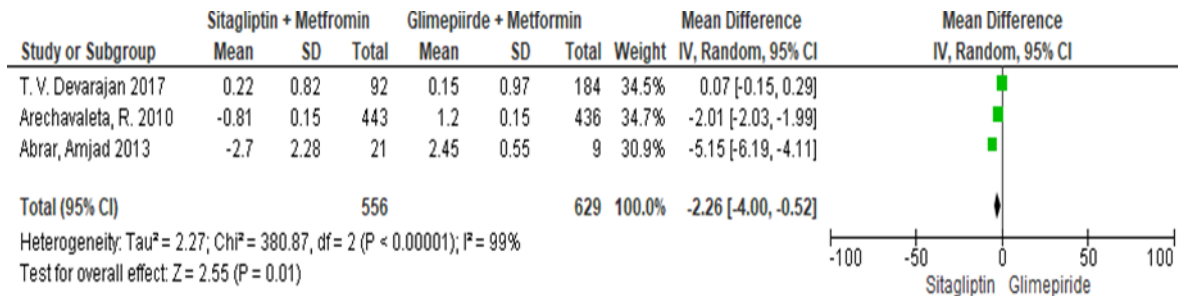 Sitagliptin + Metfromin Glimepiirde + Metformin Mean Difference Mean Difference
Study or Subgroup Mean SD Total Mean SD Total Weight IV, Random, 95% CI IV, Random, 95% CI
T. V. Devarajan 2017 0.22 0.82 92 0.15 0.97 184 34.5% 0.07 [-0.15, 0.29]
Arechavaleta, R. 2010 -0.81 0.15 443 1.2 0.15 436 34.7% -2.01 [-2.03, -1.99]
Abrar, Amjad 2013 -2.7 2.28 21 2.45 0.55 9 30.9% -5.15 [-6.19, -4.11]
Total (95% CI) 556 629 100.0% -2.26 [-4.00, -0.52]
Heterogeneity: Tau² = 2.27; Chi² = 380.87, df = 2 (P < 0.00001); I² = 99%
Test for overall effect: Z = 2.55 (P = 0.01)
-100 -50 0 50 100
Sitagliptin Glimepiride